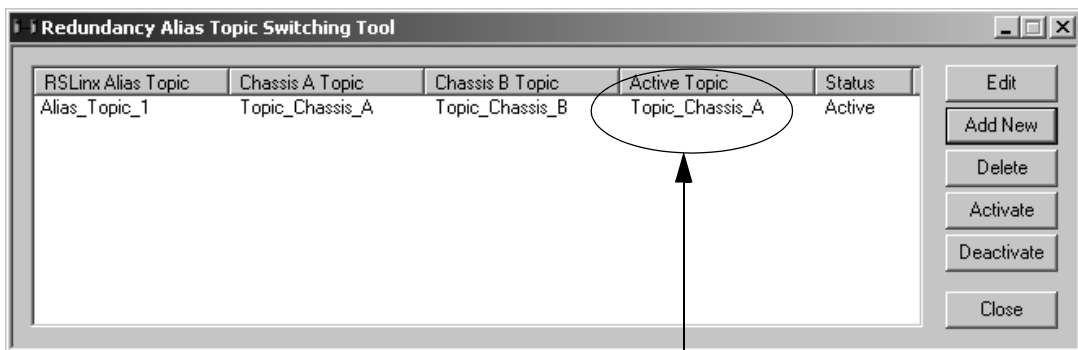 Redundancy Alias Topic Switching Tool
RSLinx Alias Topic Chassis A Topic Chassis B Topic Active Topic Status
Alias_Topic_1 Topic_Chassis_A Topic_Chassis_B Topic_Chassis_A Active
Edit
Add New
Delete
Activate
Deactivate
Close